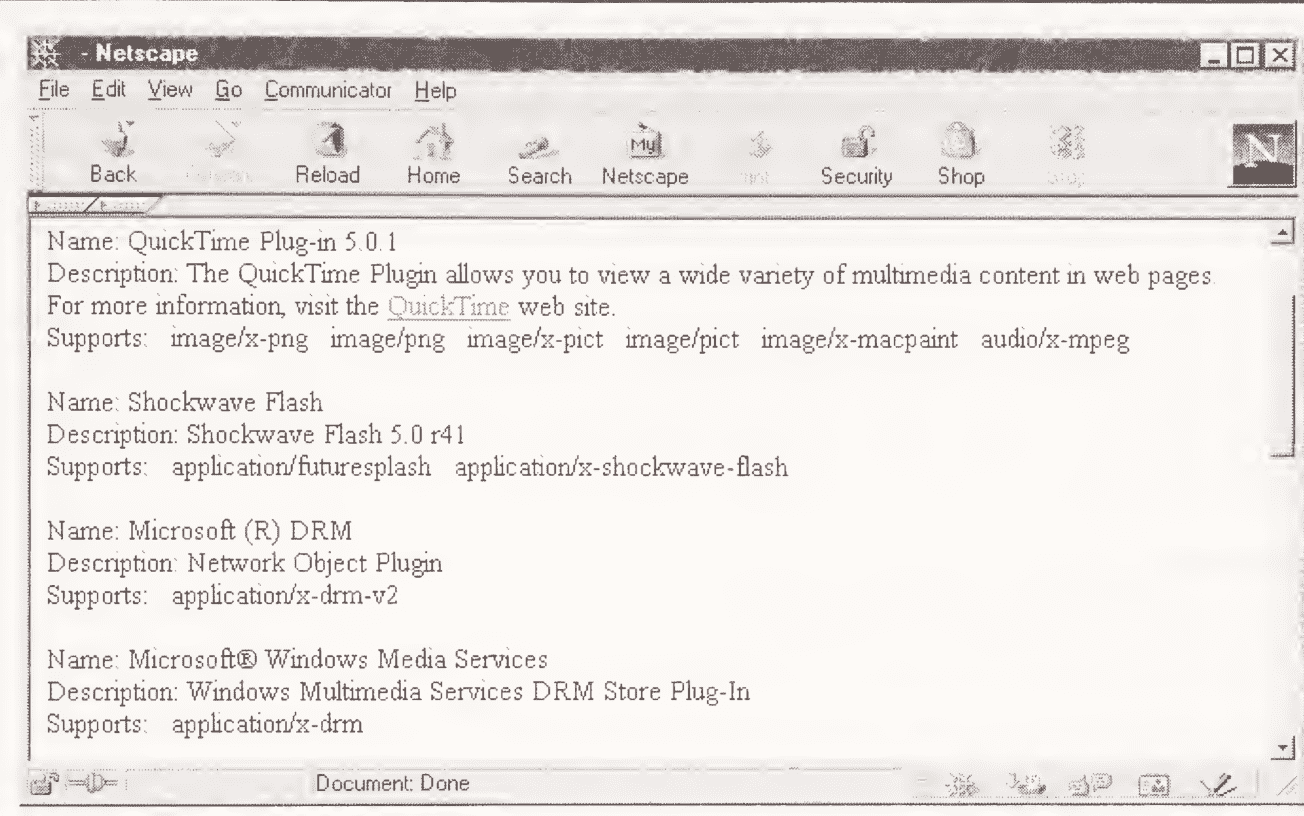 - Netscape
File Edit View Go Communicator Help
Back Reload Home Search Netscape Security Shop
My
N
Name: QuickTime Plug-in 5.0.1
Description: The QuickTime Plugin allows you to view a wide variety of multimedia content in web pages.
For more information, visit the QuickTime web site.
Supports: image/x-png image/png image/x-pict image/pict image/x-macpaint audio/x-mpeg
Name: Shockwave Flash
Description: Shockwave Flash 5.0 r41
Supports: application/futuresplash application/x-shockwave-flash
Name: Microsoft (R) DRM
Description: Network Object Plugin
Supports: application/x-drm-v2
Name: Microsoft® Windows Media Services
Description: Windows Multimedia Services DRM Store Plug-In
Supports: application/x-drm
Document: Done